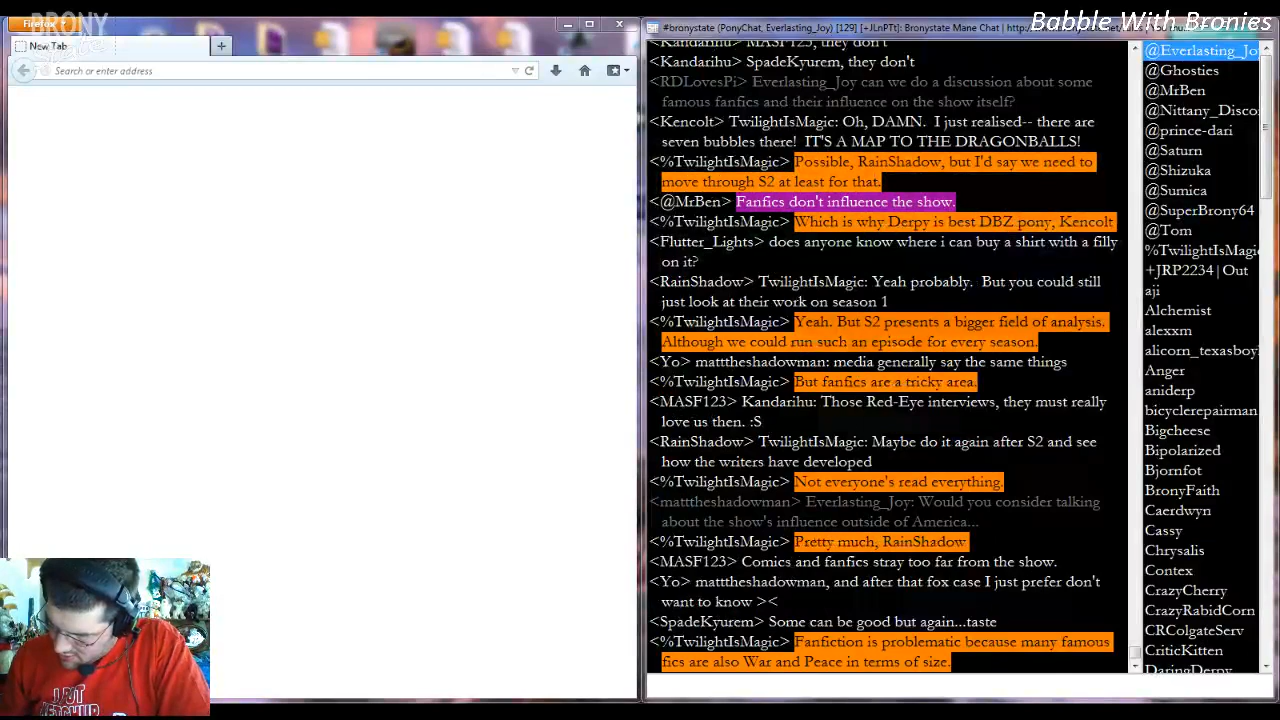 BRONY
Babble With Bronies
Firefox
#bronystate (PonyChat, Everlasting_Joy) [129] [+JLnPTt]: Bronystate Mane Chat | http://
New Tab
Search or enter address
<Kandarihu> MASF123, they don't
<Kandarihu> SpadeKyurem, they don't
<RDLovesPi> Everlasting_Joy can we do a discussion about some
famous fanfics and their influence on the show itself?
<Kencolt> TwilightIsMagic: Oh, DAMN. I just realised-- there are
seven bubbles there! IT'S A MAP TO THE DRAGONBALLS!
<%TwilightIsMagic> Possible, RainShadow, but I'd say we need to
move through S2 at least for that.
<@MrBen> Fanfics don't influence the show.
<%TwilightIsMagic> Which is why Derpy is best DBZ pony, Kencolt
<Flutter_Lights> does anyone know where i can buy a shirt with a filly
on it?
<RainShadow> TwilightIsMagic: Yeah probably. But you could still
just look at their work on season 1
<%TwilightIsMagic> Yeah. But S2 presents a bigger field of analysis.
Although we could run such an episode for every season.
<Yo> matttheshadowman: media generally say the same things
<%TwilightIsMagic> But fanfics are a tricky area.
<MASF123> Kandarihu: Those Red-Eye interviews, they must really
love us then. :S
<RainShadow> TwilightIsMagic: Maybe do it again after S2 and see
how the writers have developed
<%TwilightIsMagic> Not everyone's read everything.
<matttheshadowman> Everlasting_Joy: Would you consider talking
about the show's influence outside of America...
<%TwilightIsMagic> Pretty much, RainShadow
<MASF123> Comics and fanfics stray too far from the show.
<Yo> matttheshadowman, and after that fox case I just prefer don't
want to know ><
<SpadeKyurem> Some can be good but again...taste
<%TwilightIsMagic> Fanfiction is problematic because many famous
fics are also War and Peace in terms of size.
@Everlasting_Joy
@Ghosties
@MrBen
@Nittany_Disco
@prince-dari
@Saturn
@Shizuka
@Sumica
@SuperBrony64
@Tom
%TwilightIsMagic
+JRP2234|Out
aji
Alchemist
alexxm
alicorn_texasboy
Anger
aniderp
bicyclerepairman
Bigcheese
Bipolarized
Bjornfot
BronyFaith
Caerdwyn
Cassy
Chrysalis
Contex
CrazyCherry
CrazyRabidCorn
CRColgateServ
CriticKitten
DaringDerpy
I PUT
KETCHUP